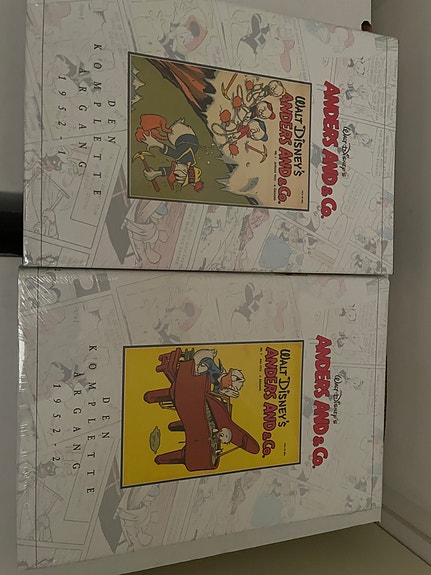 Walt Disney's
ANDERS AND & Co.
WALT DISNEY'S
ANDERS AND & Co.
DEN
KOMPLETTE
ÅRGANG
1952, 1
Walt Disney's
ANDERS AND & Co.
WALT DISNEY'S
ANDERS AND & Co.
DEN
KOMPLETTE
ÅRGANG
1952, 2